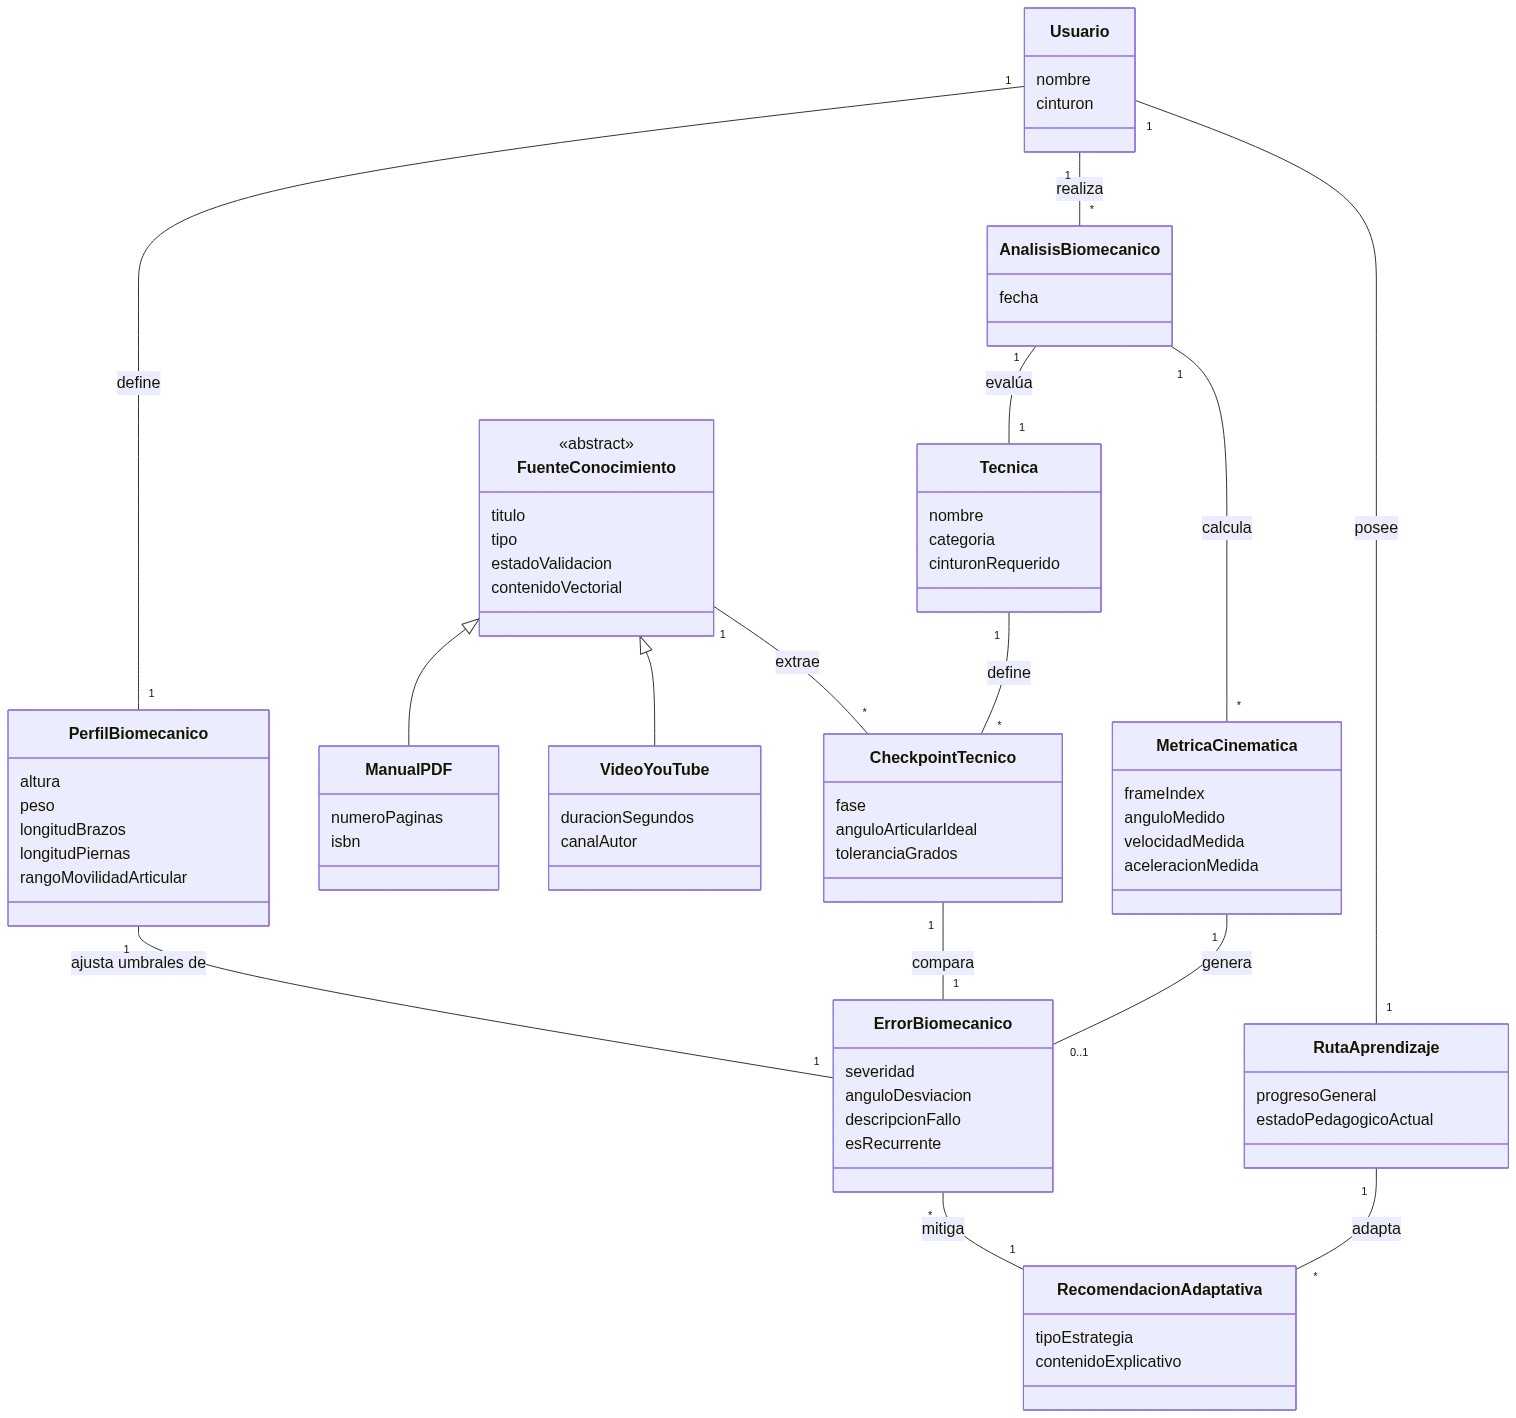 Usuario
nombre
cinturon
1
1
1
realiza
*
AnalisisBiomecanico
fecha
define
1
evalúa
1
1
calcula
posee
«abstract»
FuenteConocimiento
titulo
tipo
estadoValidacion
contenidoVectorial
Tecnica
nombre
categoria
cinturonRequerido
1
extrae
*
1
define
*
*
1
PerfilBiomecanico
altura
peso
longitudBrazos
longitudPiernas
rangoMovilidadArticular
ManualPDF
numeroPaginas
isbn
VideoYouTube
duracionSegundos
canalAutor
CheckpointTecnico
fase
anguloArticularIdeal
toleranciaGrados
MetricaCinematica
frameIndex
anguloMedido
velocidadMedida
aceleracionMedida
1
ajusta umbrales de
1
1
compara
1
1
genera
0..1
1
ErrorBiomecanico
severidad
anguloDesviacion
descripcionFallo
esRecurrente
RutaAprendizaje
progresoGeneral
estadoPedagogicoActual
*
mitiga
1
1
adapta
*
RecomendacionAdaptativa
tipoEstrategia
contenidoExplicativo